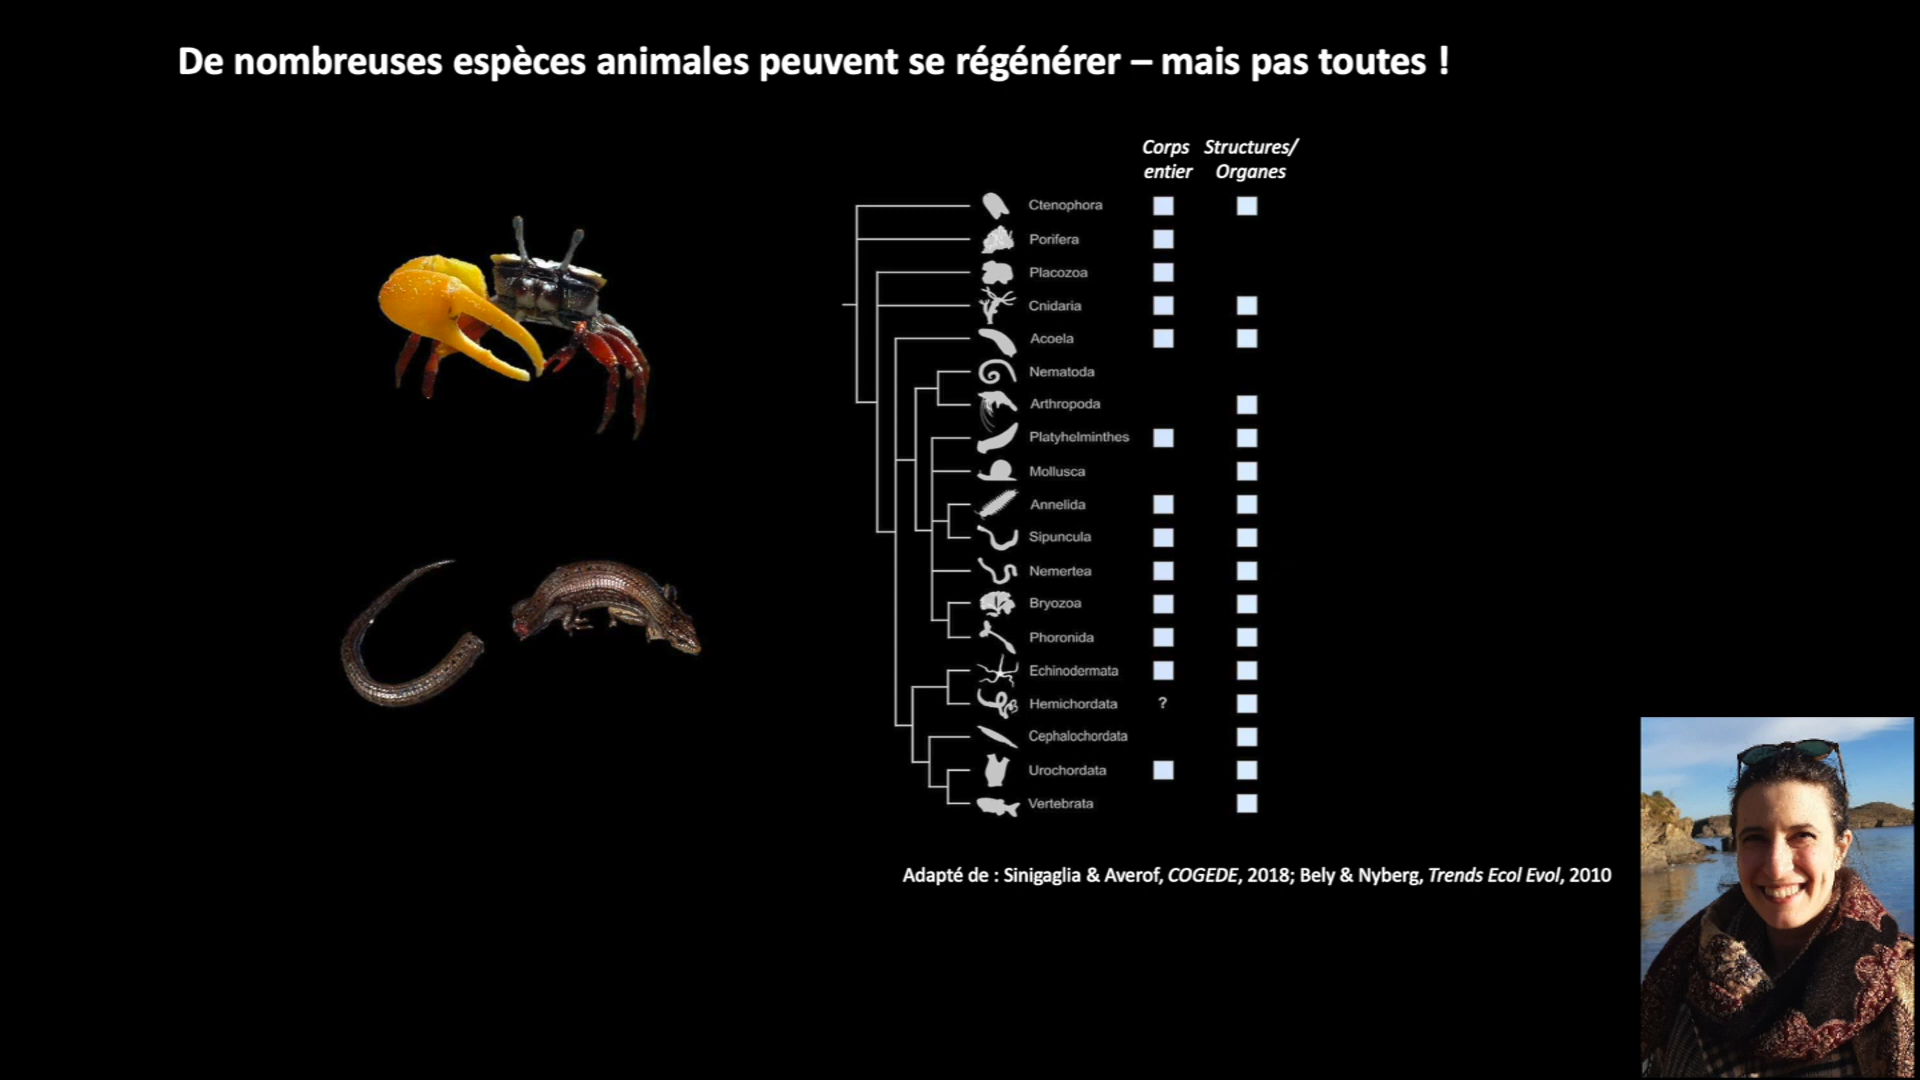 De nombreuses espèces animales peuvent se régénérer – mais pas toutes !
Corps entier
Structures/ Organes
Ctenophora
Porifera
Placozoa
Cnidaria
Acoela
Nematoda
Arthropoda
Platyhelminthes
Mollusca
Annelida
Sipuncula
Nemertea
Bryozoa
Phoronida
Echinodermata
Hemichordata ?
Cephalochordata
Urochordata
Vertebrata
Adapté de : Sinigaglia & Averof, COGEDE, 2018; Bely & Nyberg, Trends Ecol Evol, 2010